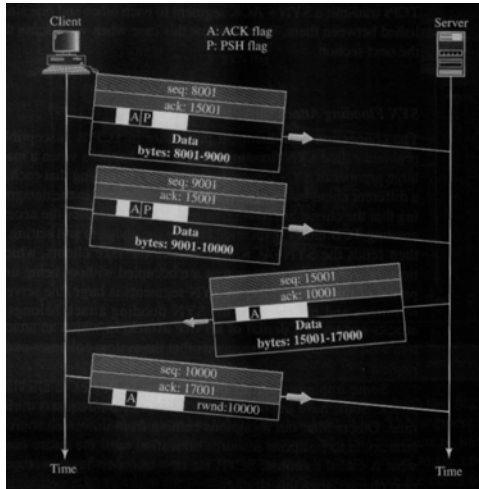 Client
Server
A: ACK flag
P: PSH flag
seq: 8001
ack: 15001
A P
Data
bytes: 8001-9000
seq: 9001
ack: 15001
A P
Data
bytes: 9001-10000
seq: 15001
ack: 10001
A
Data
bytes: 15001-17000
seq: 10000
ack: 17001
A
rwnd:10000
Time
Time